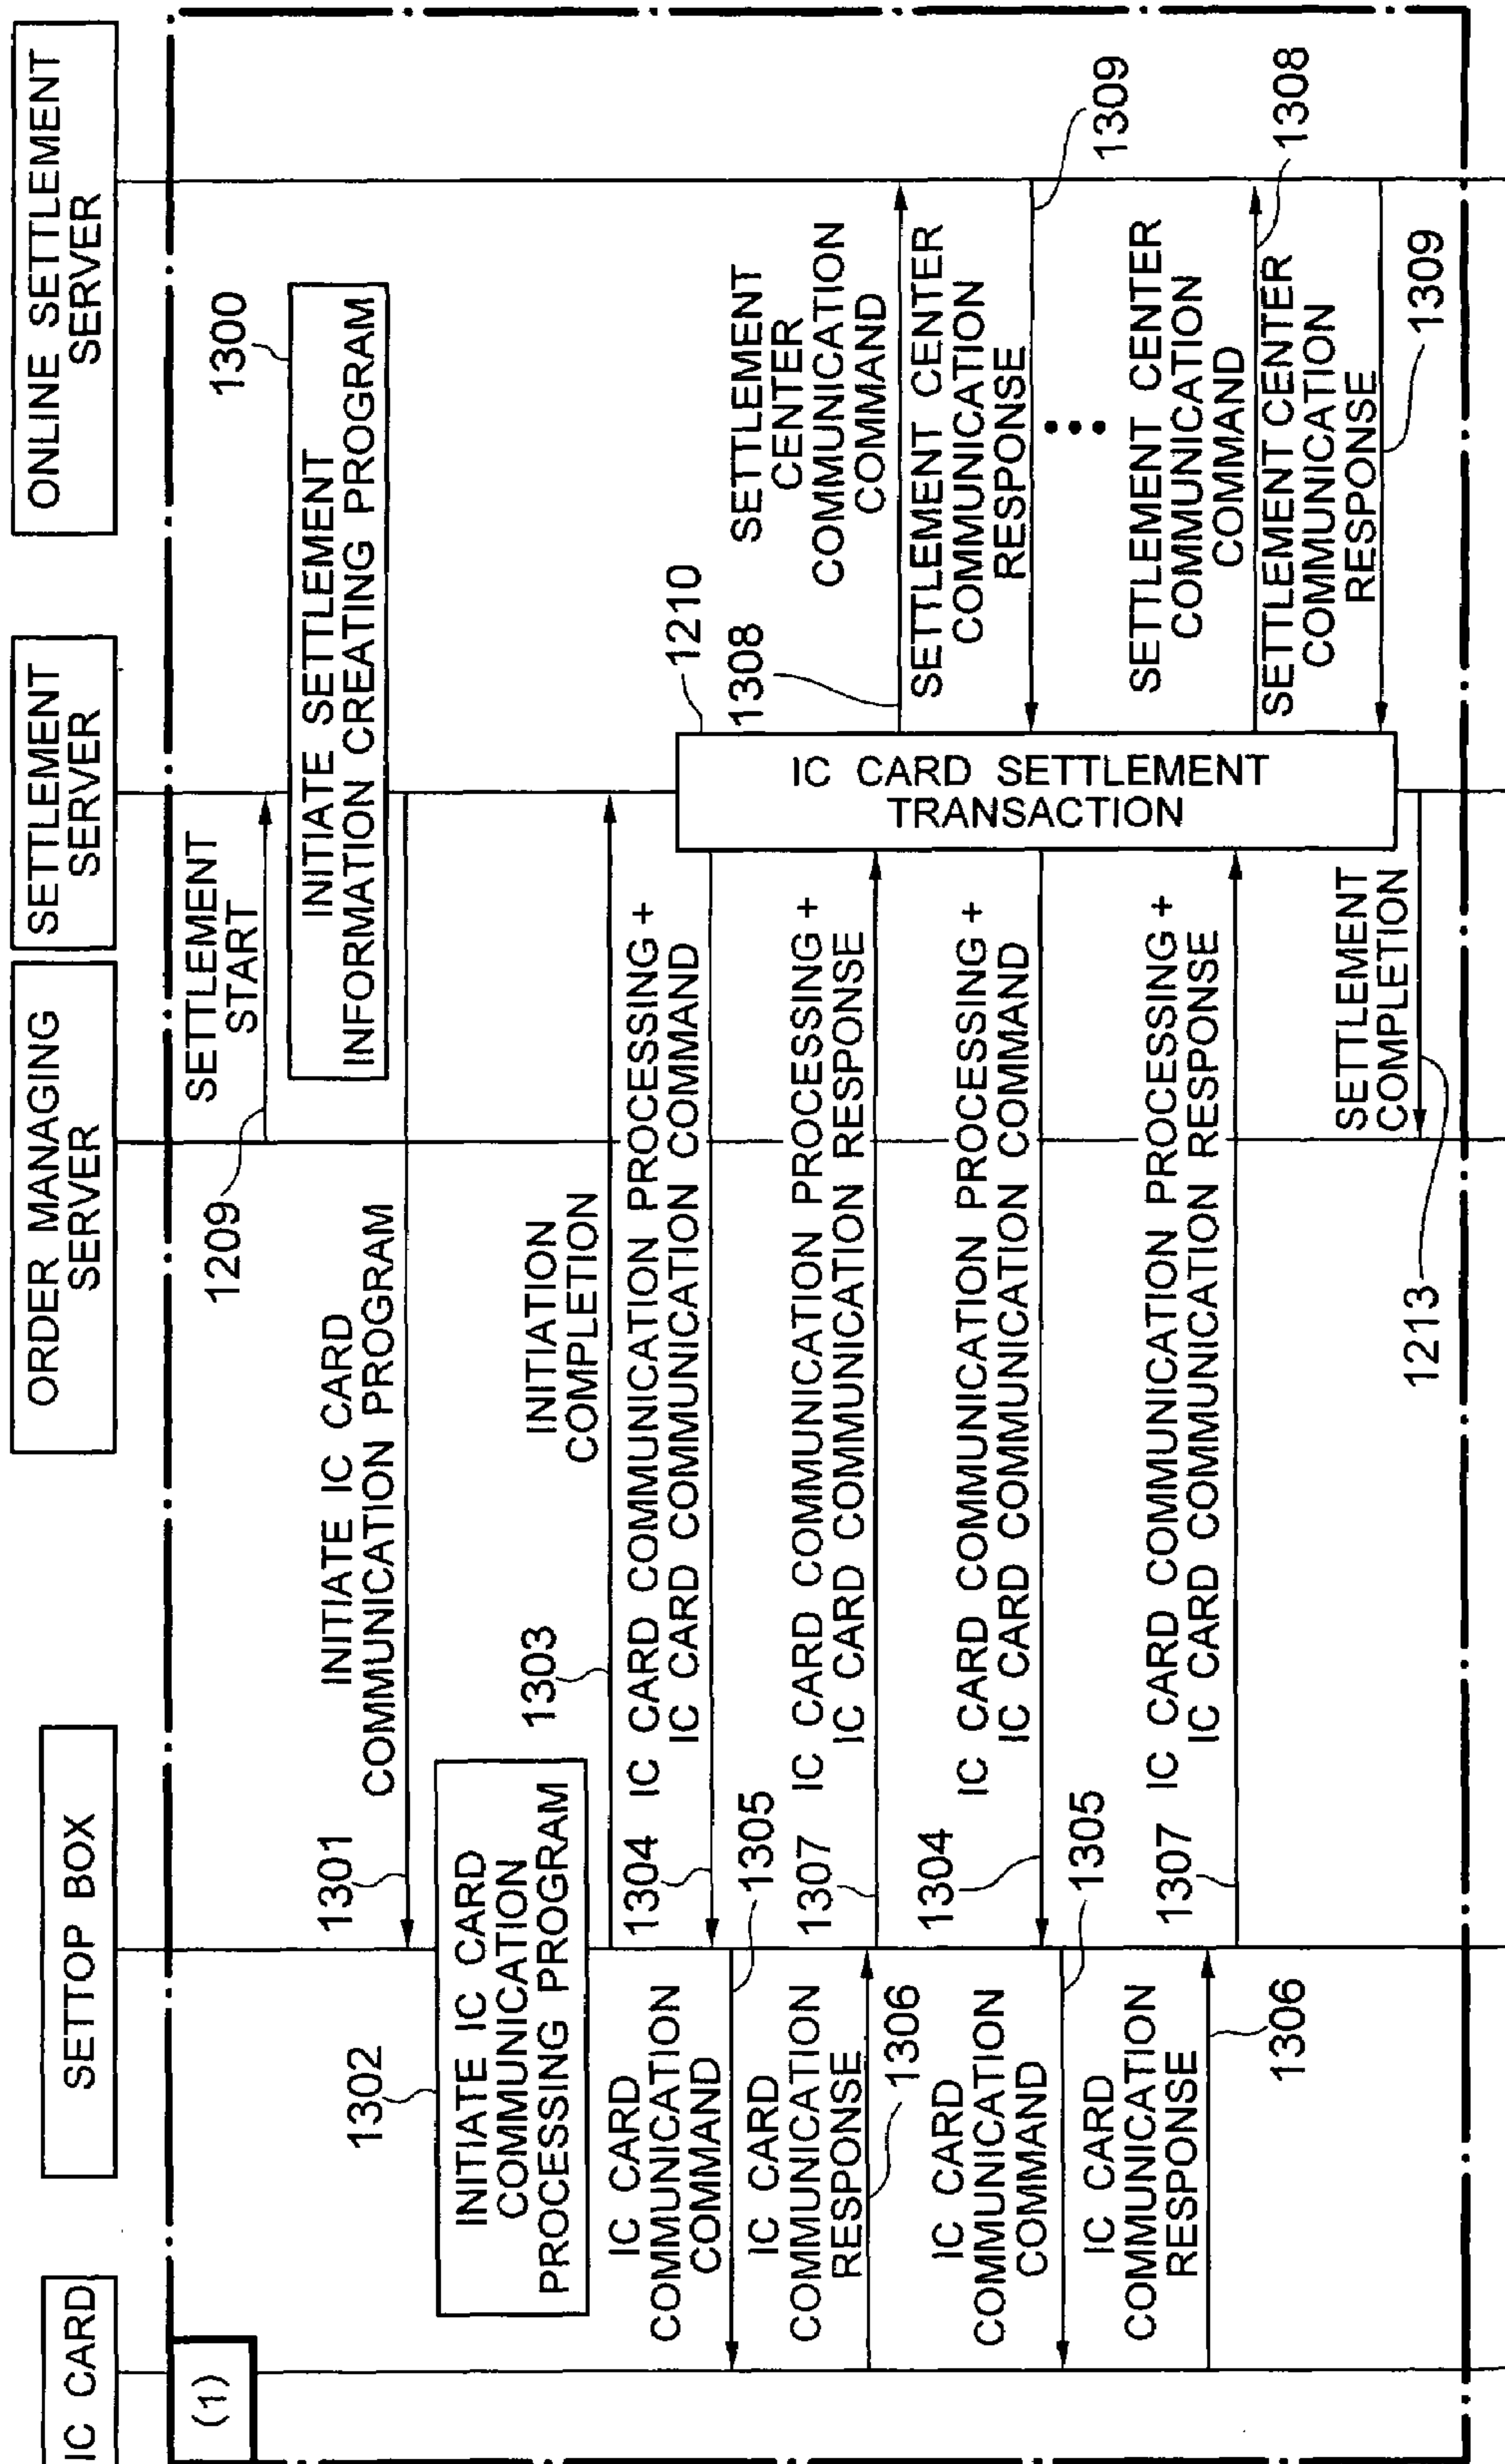 IC CARD
SETTOP BOX
ORDER MANAGING
SERVER
SETTLEMENT
SERVER
ONLINE SETTLEMENT
SERVER
(1)
SETTLEMENT
START
1209
1300
INITIATE SETTLEMENT
INFORMATION CREATING PROGRAM
INITIATE IC CARD
COMMUNICATION PROGRAM
1301
1302
INITIATE IC CARD
COMMUNICATION
PROCESSING PROGRAM
INITIATION
COMPLETION
1303
IC CARD COMMUNICATION PROCESSING +
IC CARD COMMUNICATION COMMAND
1304
1210
IC CARD SETTLEMENT
TRANSACTION
IC CARD
COMMUNICATION
COMMAND
1305
IC CARD
COMMUNICATION
RESPONSE
1306
1307
IC CARD COMMUNICATION PROCESSING +
IC CARD COMMUNICATION RESPONSE
1308
SETTLEMENT
CENTER
COMMUNICATION
COMMAND
SETTLEMENT CENTER
COMMUNICATION
RESPONSE
1309
1304
IC CARD COMMUNICATION PROCESSING +
IC CARD COMMUNICATION COMMAND
IC CARD
COMMUNICATION
COMMAND
1305
IC CARD
COMMUNICATION
RESPONSE
1306
1307
IC CARD COMMUNICATION PROCESSING +
IC CARD COMMUNICATION RESPONSE
SETTLEMENT CENTER
COMMUNICATION
COMMAND
1308
SETTLEMENT CENTER
COMMUNICATION
RESPONSE
1309
SETTLEMENT
COMPLETION
1213